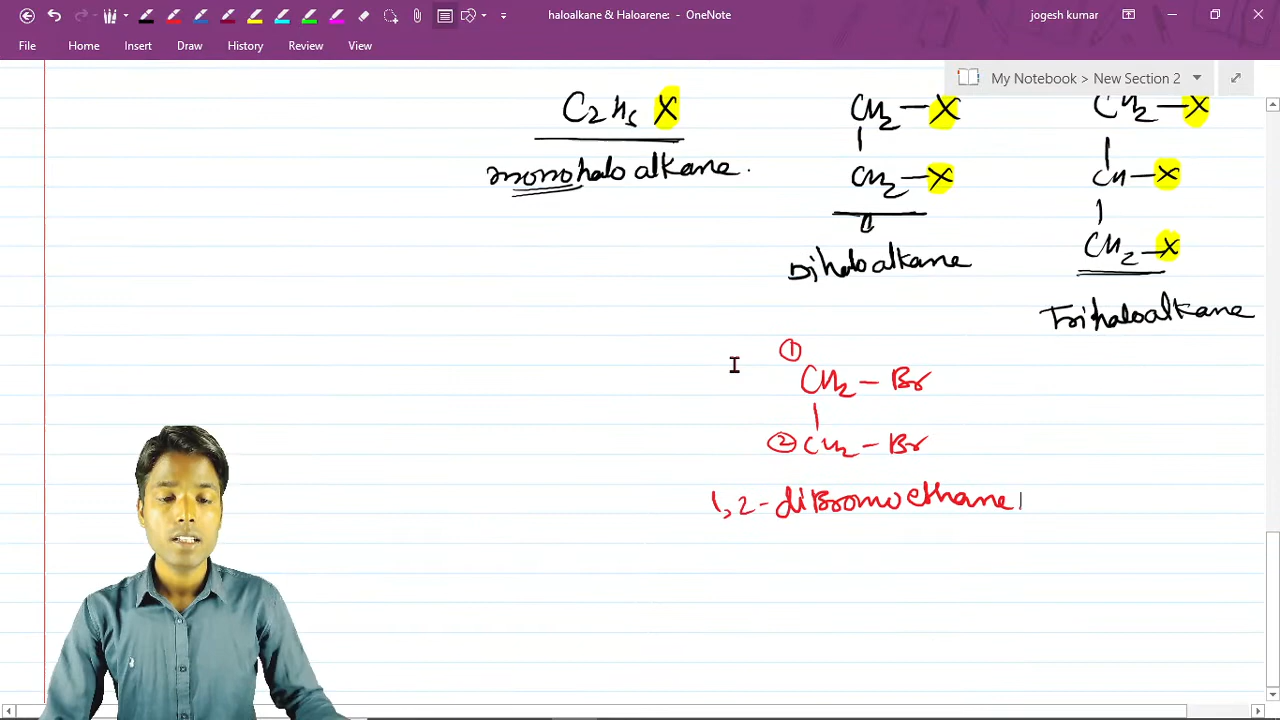 haloalkane & Haloarene: - OneNote
jogesh kumar
File Home Insert Draw History Review View
My Notebook > New Section 2
C2H5 X
monohaloalkane.
CH2—X
CH2—X
Dihaloalkane
CH2—X
CH—X
CH2—X
Trihaloalkane
①
CH2—Br
② CH2—Br
1,2-diBromoethane